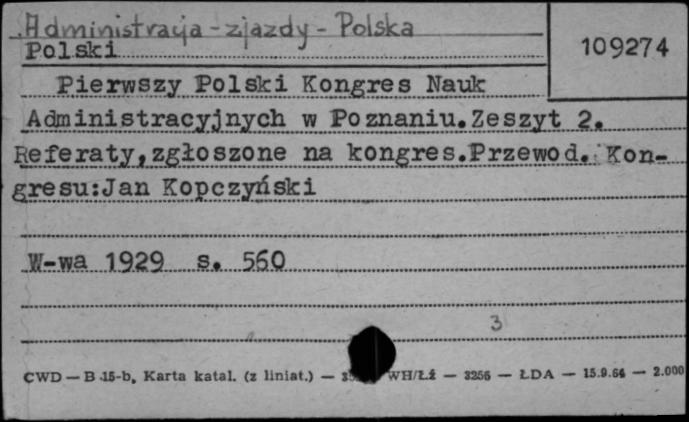 Administracja - zjazdy - Polska
Polski
109274
Pierwszy Polski Kongres Nauk
Administracyjnych w Poznaniu.Zeszyt 2.
Referaty,zgłoszone na kongres.Przewod. Kon-
gresu:Jan Kopczyński
W-wa 1929 s. 560
3
CWD — B 15-b, Karta katal. (z liniat.) — WH/Łż — 3256 — ŁDA — 15.9.64 — 2.000